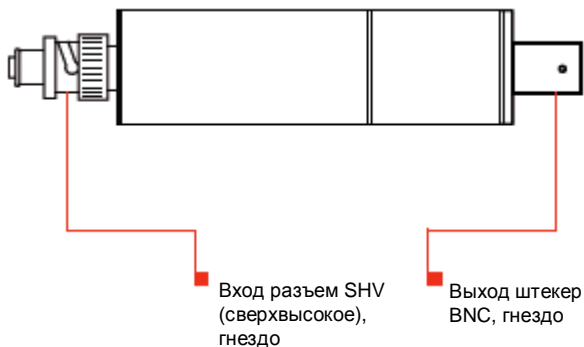 Вход разъем SHV
(сверхвысокое),
гнездо
Выход штекер
BNC, гнездо